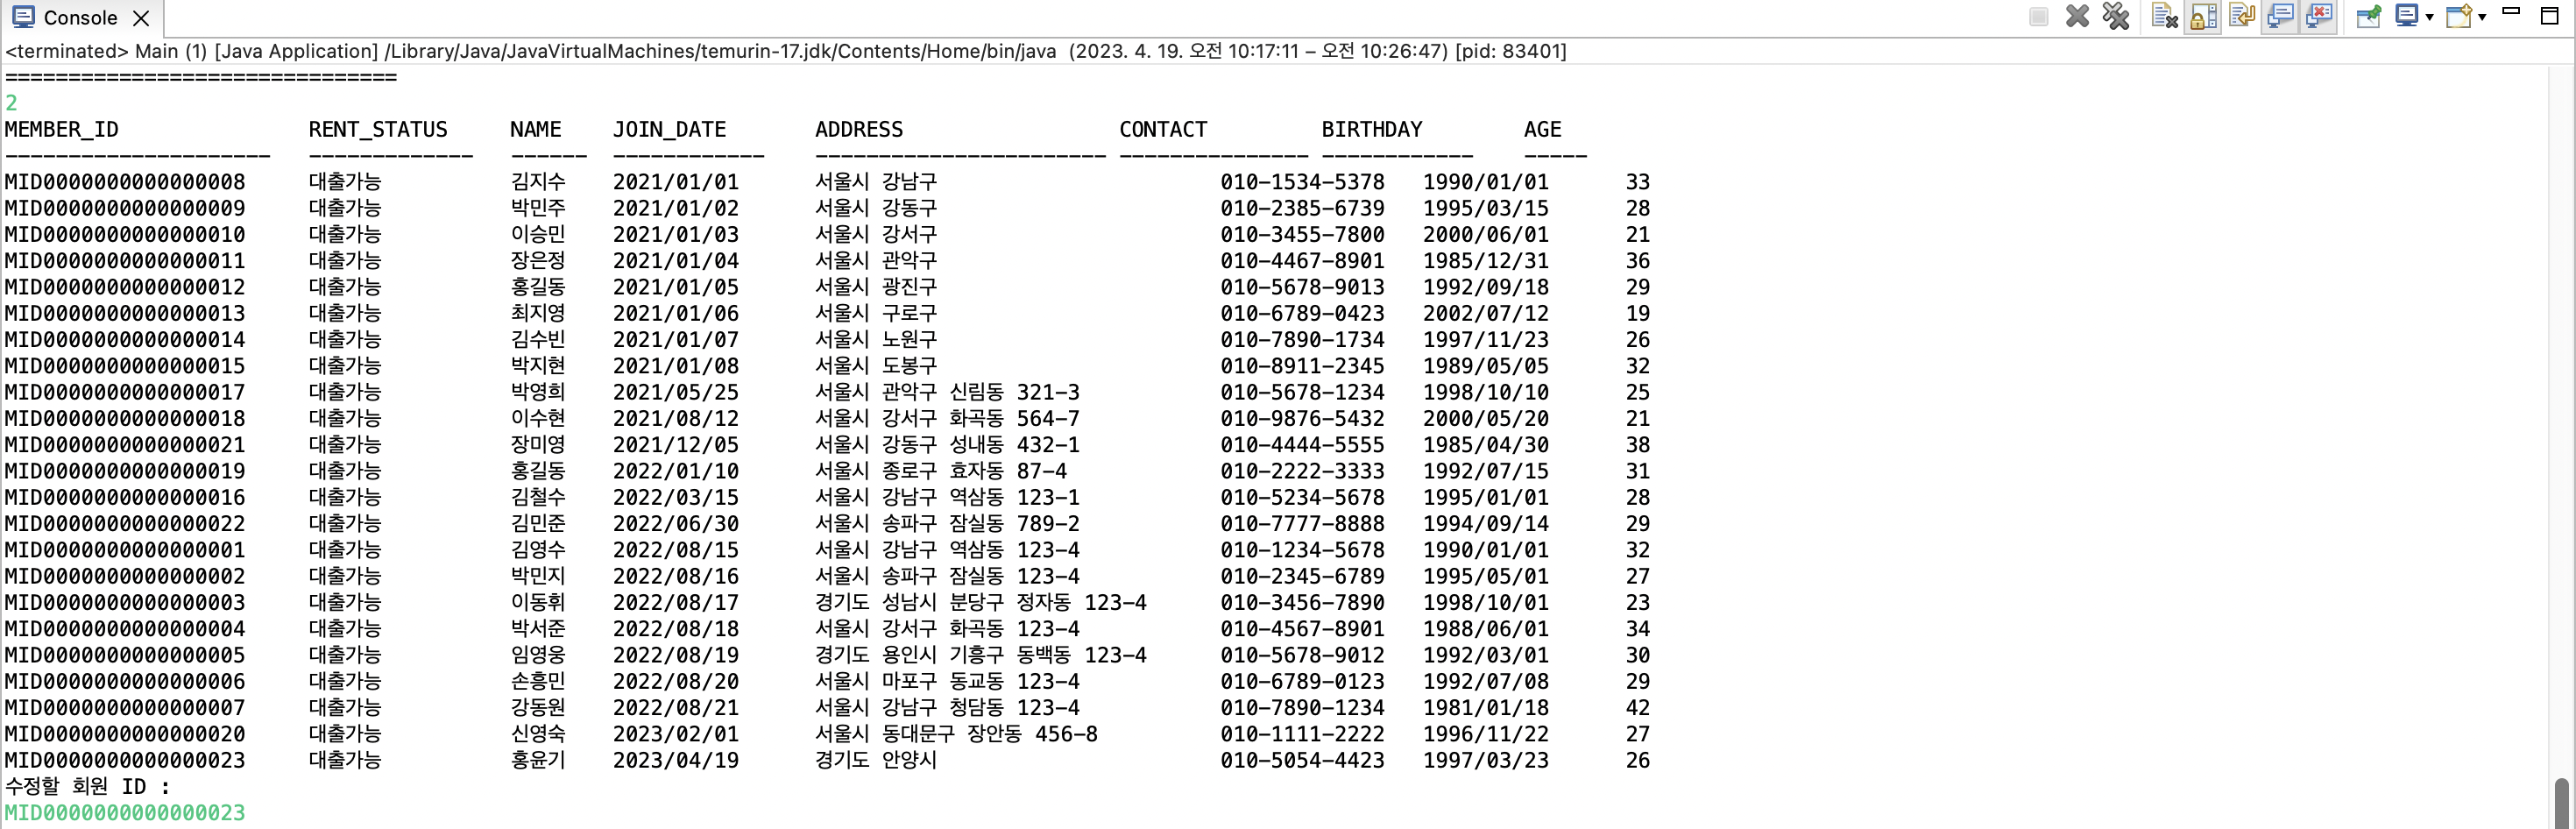 Console
<terminated> Main (1) [Java Application] /Library/Java/JavaVirtualMachines/temurin-17.jdk/Contents/Home/bin/java (2023. 4. 19. 오전 10:17:11 – 오전 10:26:47) [pid: 83401]
===============================
2
MEMBER_ID RENT_STATUS NAME JOIN_DATE ADDRESS CONTACT BIRTHDAY AGE
--------------------- ------------- ------ ------------ ----------------------- --------------- ------------ -----
MID0000000000000008 대출가능 김지수 2021/01/01 서울시 강남구 010-1534-5378 1990/01/01 33
MID0000000000000009 대출가능 박민주 2021/01/02 서울시 강동구 010-2385-6739 1995/03/15 28
MID0000000000000010 대출가능 이승민 2021/01/03 서울시 강서구 010-3455-7800 2000/06/01 21
MID0000000000000011 대출가능 장은정 2021/01/04 서울시 관악구 010-4467-8901 1985/12/31 36
MID0000000000000012 대출가능 홍길동 2021/01/05 서울시 광진구 010-5678-9013 1992/09/18 29
MID0000000000000013 대출가능 최지영 2021/01/06 서울시 구로구 010-6789-0423 2002/07/12 19
MID0000000000000014 대출가능 김수빈 2021/01/07 서울시 노원구 010-7890-1734 1997/11/23 26
MID0000000000000015 대출가능 박지현 2021/01/08 서울시 도봉구 010-8911-2345 1989/05/05 32
MID0000000000000017 대출가능 박영희 2021/05/25 서울시 관악구 신림동 321-3 010-5678-1234 1998/10/10 25
MID0000000000000018 대출가능 이수현 2021/08/12 서울시 강서구 화곡동 564-7 010-9876-5432 2000/05/20 21
MID0000000000000021 대출가능 장미영 2021/12/05 서울시 강동구 성내동 432-1 010-4444-5555 1985/04/30 38
MID0000000000000019 대출가능 홍길동 2022/01/10 서울시 종로구 효자동 87-4 010-2222-3333 1992/07/15 31
MID0000000000000016 대출가능 김철수 2022/03/15 서울시 강남구 역삼동 123-1 010-5234-5678 1995/01/01 28
MID0000000000000022 대출가능 김민준 2022/06/30 서울시 송파구 잠실동 789-2 010-7777-8888 1994/09/14 29
MID0000000000000001 대출가능 김영수 2022/08/15 서울시 강남구 역삼동 123-4 010-1234-5678 1990/01/01 32
MID0000000000000002 대출가능 박민지 2022/08/16 서울시 송파구 잠실동 123-4 010-2345-6789 1995/05/01 27
MID0000000000000003 대출가능 이동휘 2022/08/17 경기도 성남시 분당구 정자동 123-4 010-3456-7890 1998/10/01 23
MID0000000000000004 대출가능 박서준 2022/08/18 서울시 강서구 화곡동 123-4 010-4567-8901 1988/06/01 34
MID0000000000000005 대출가능 임영웅 2022/08/19 경기도 용인시 기흥구 동백동 123-4 010-5678-9012 1992/03/01 30
MID0000000000000006 대출가능 손흥민 2022/08/20 서울시 마포구 동교동 123-4 010-6789-0123 1992/07/08 29
MID0000000000000007 대출가능 강동원 2022/08/21 서울시 강남구 청담동 123-4 010-7890-1234 1981/01/18 42
MID0000000000000020 대출가능 신영숙 2023/02/01 서울시 동대문구 장안동 456-8 010-1111-2222 1996/11/22 27
MID0000000000000023 대출가능 홍윤기 2023/04/19 경기도 안양시 010-5054-4423 1997/03/23 26
수정할 회원 ID :
MID0000000000000023